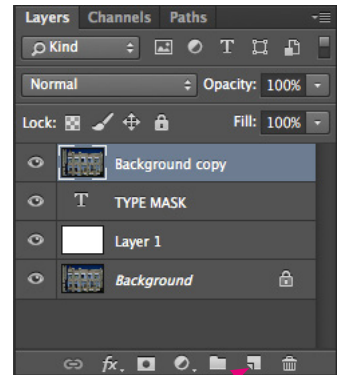 Layers Channels Paths
Kind T
Normal Opacity: 100%
Lock: Fill: 100%
Background copy
T TYPE MASK
Layer 1
Background
fx.